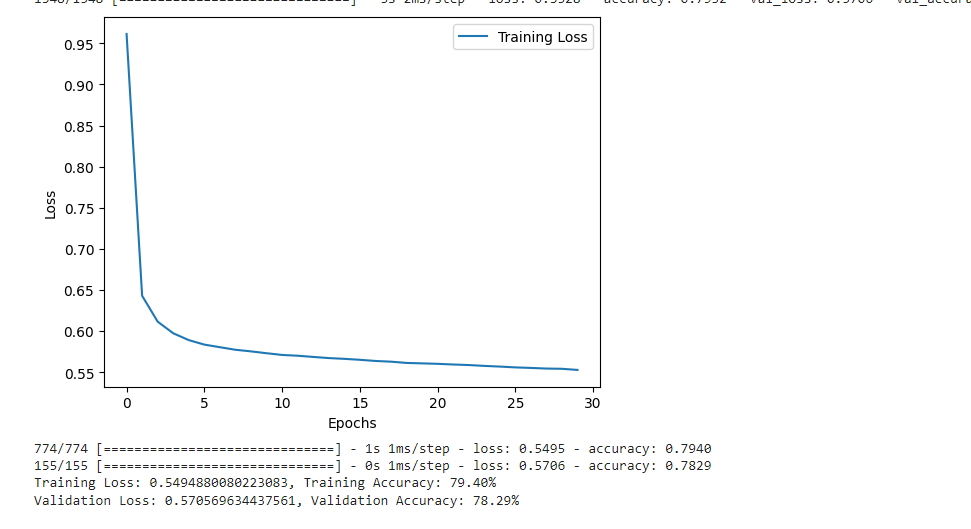 Training Loss
0.95
0.90
0.85
0.80
0.75
0.70
0.65
0.60
0.55
Loss
0 5 10 15 20 25 30
Epochs
774/774 [==============================] - 1s 1ms/step - loss: 0.5495 - accuracy: 0.7940
155/155 [==============================] - 0s 1ms/step - loss: 0.5706 - accuracy: 0.7829
Training Loss: 0.5494880080223083, Training Accuracy: 79.40%
Validation Loss: 0.570569634437561, Validation Accuracy: 78.29%